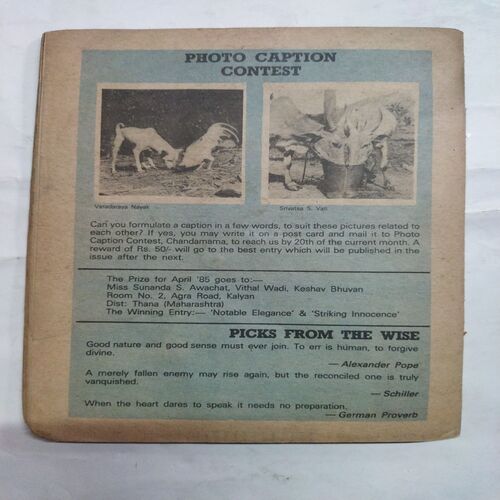 PHOTO CAPTION
CONTEST
Varadaraya Nayak
Srivatsa S. Vati
Can you formulate a caption in a few words, to suit these pictures related to
each other? If yes, you may write it on a post card and mail it to Photo
Caption Contest, Chandamama, to reach us by 20th of the current month. A
reward of Rs. 50/- will go to the best entry which will be published in the
issue after the next.
The Prize for April '85 goes to:—
Miss Sunanda S. Awachat, Vithal Wadi, Keshav Bhuvan
Room No. 2, Agra Road, Kalyan
Dist: Thana (Maharashtra)
The Winning Entry:— 'Notable Elegance' & 'Striking Innocence'
PICKS FROM THE WISE
Good nature and good sense must ever join. To err is human, to forgive
divine.
— Alexander Pope
A merely fallen enemy may rise again, but the reconciled one is truly
vanquished.
— Schiller
When the heart dares to speak it needs no preparation.
— German Proverb